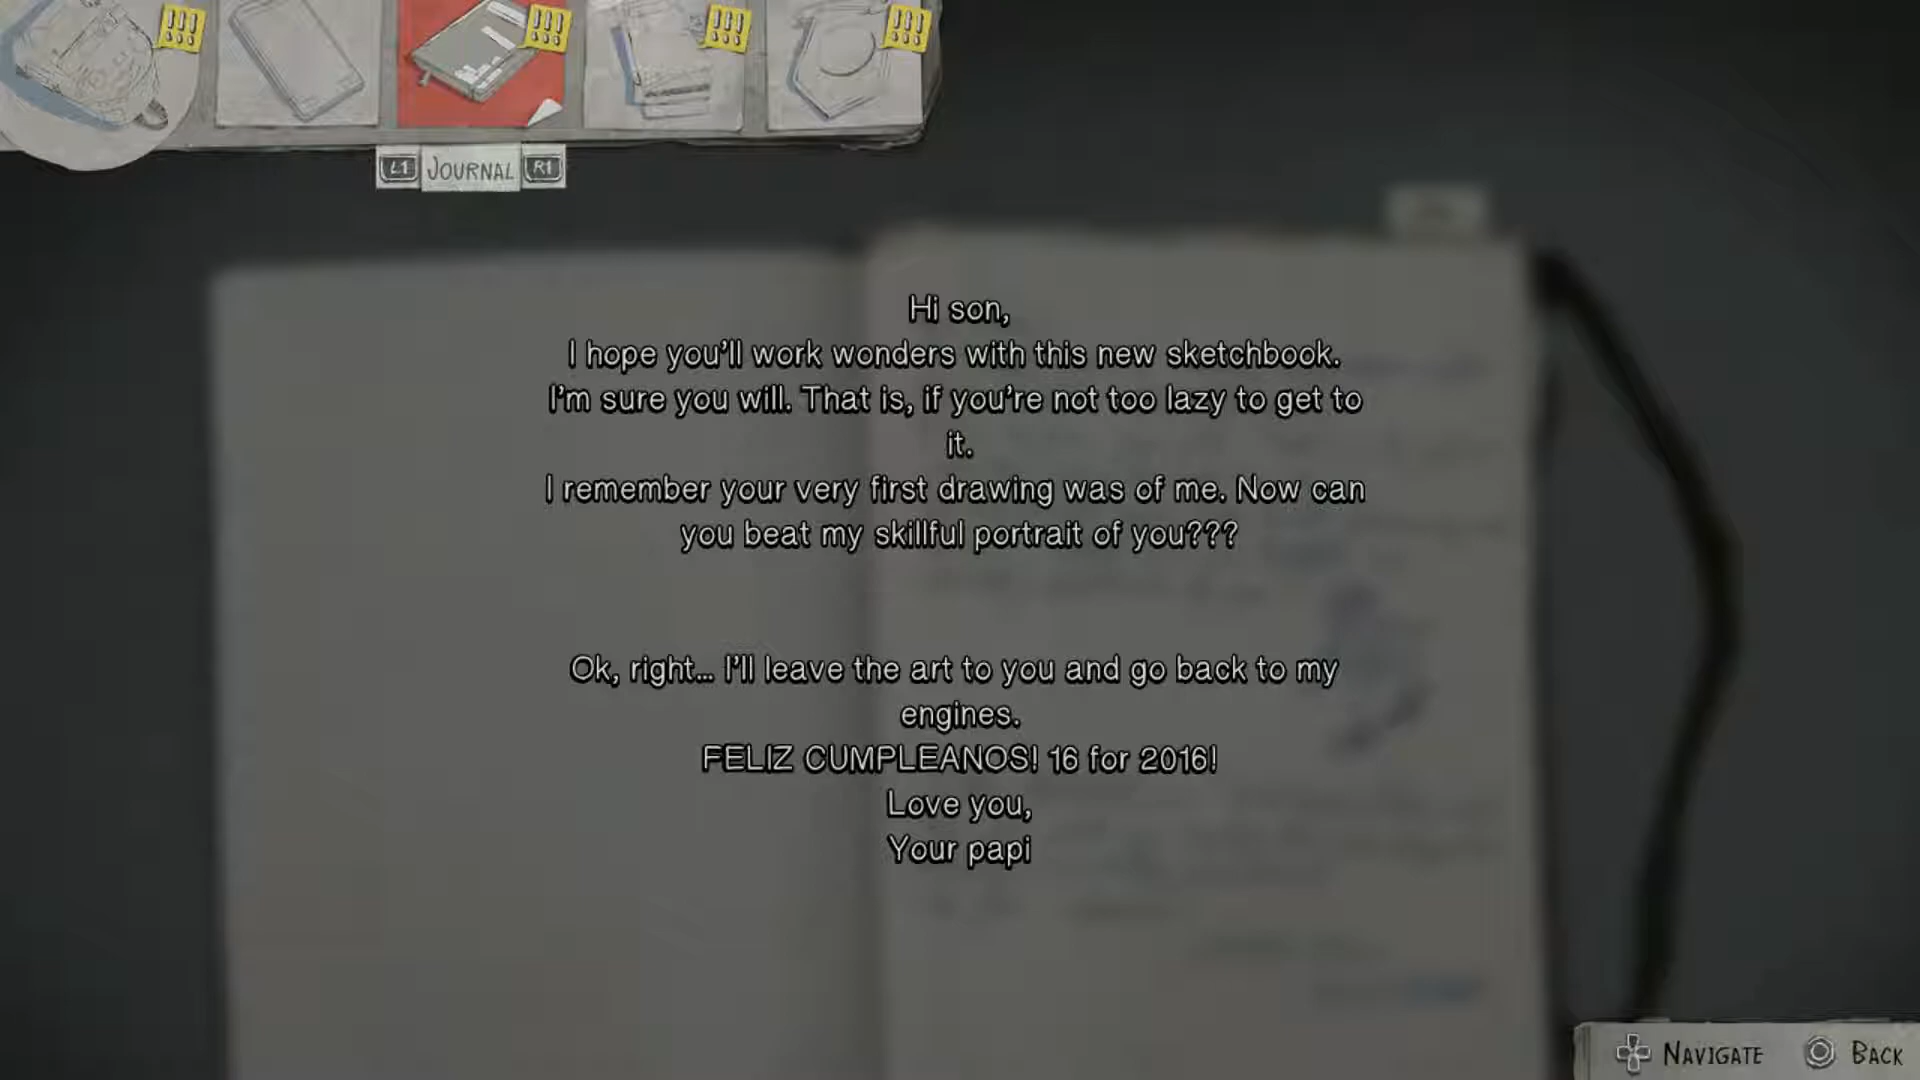 !!! !!! !!! !!!
L1 JOURNAL R1
Hi son,
I hope you'll work wonders with this new sketchbook.
I'm sure you will. That is, if you're not too lazy to get to
it.
I remember your very first drawing was of me. Now can
you beat my skillful portrait of you???
Ok, right... I'll leave the art to you and go back to my
engines.
FELIZ CUMPLEANOS! 16 for 2016!
Love you,
Your papi
NAVIGATE BACK